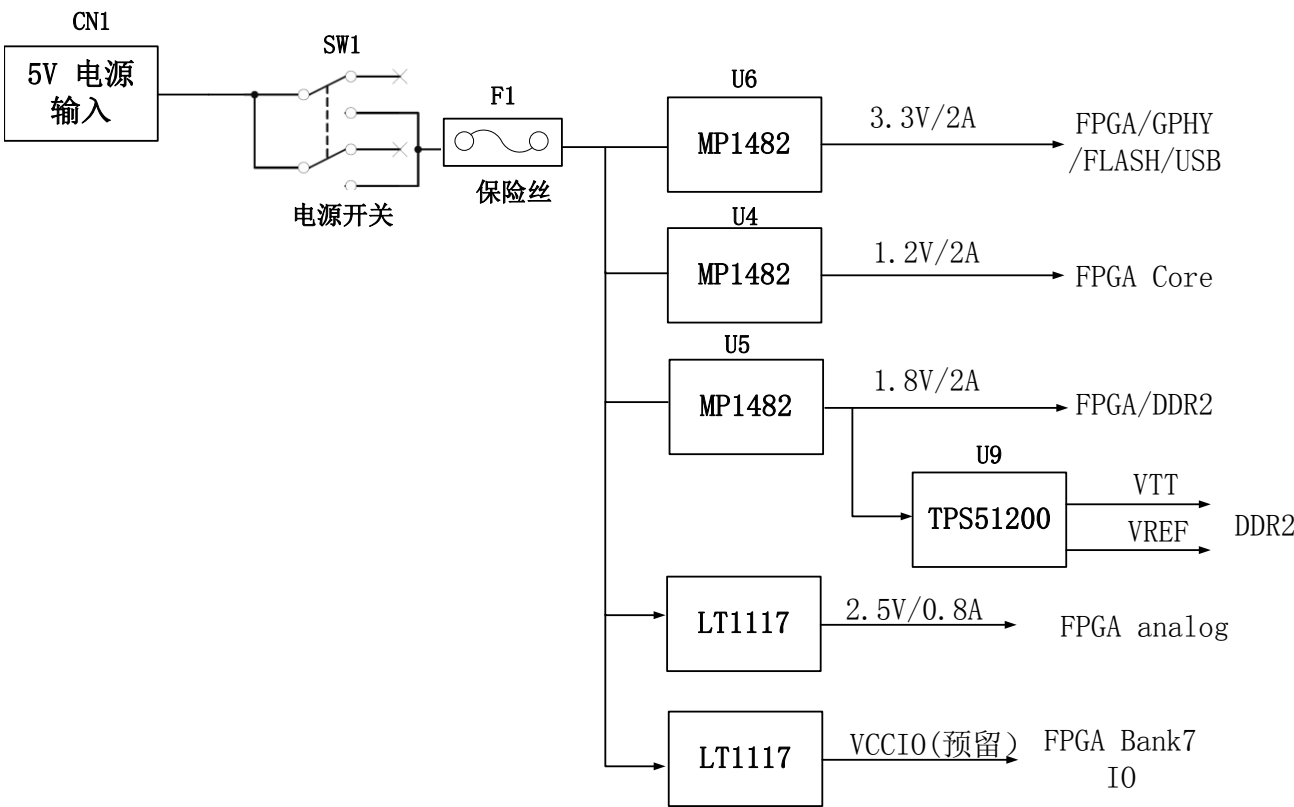 CN1
5V 电源
输入
SW1
电源开关
F1
保险丝
U6
MP1482
3.3V/2A
FPGA/GPHY
/FLASH/USB
U4
MP1482
1.2V/2A
FPGA Core
U5
MP1482
1.8V/2A
FPGA/DDR2
U9
TPS51200
VTT
VREF
DDR2
LT1117
2.5V/0.8A
FPGA analog
LT1117
VCCIO(预留)
FPGA Bank7
IO